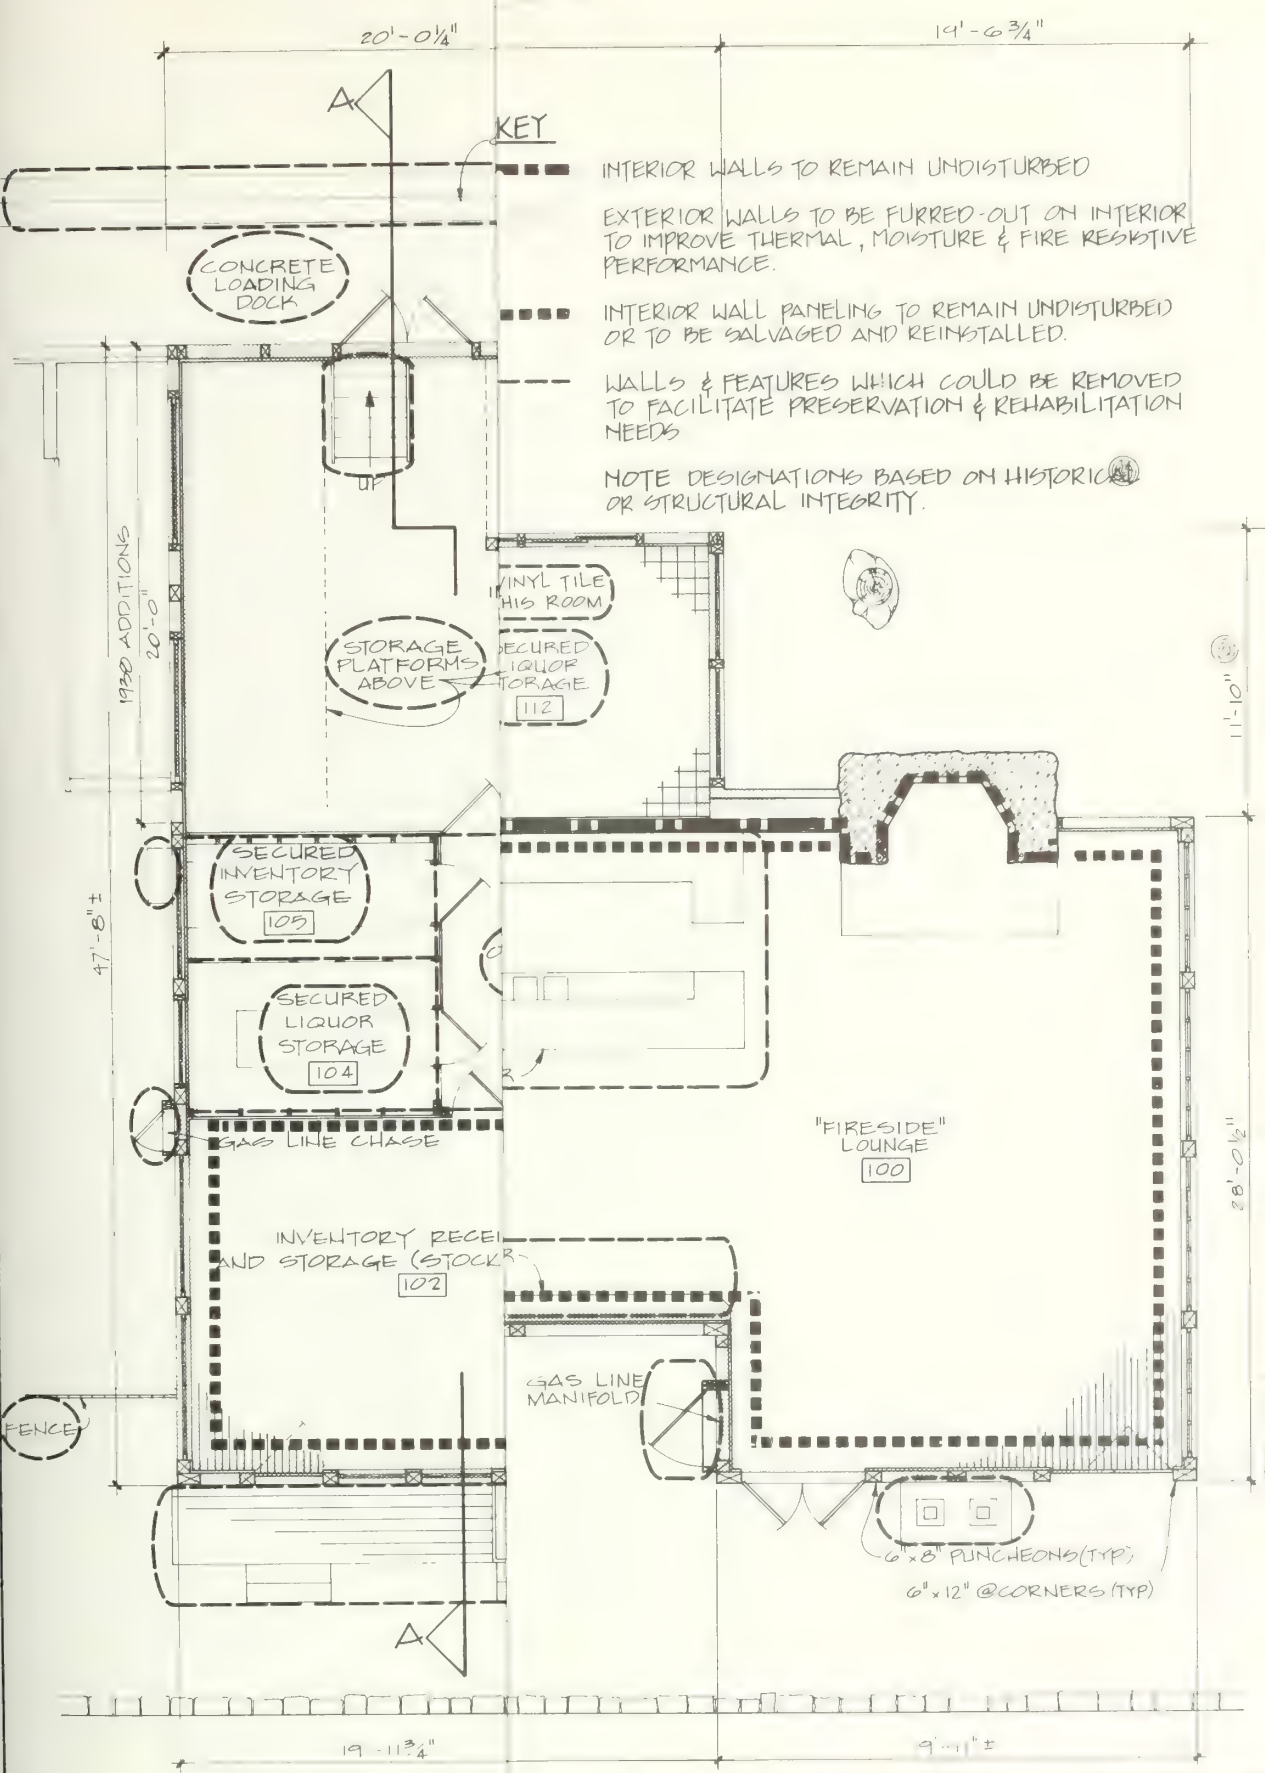 20'-0¼"
19'-6¾"
A
KEY
INTERIOR WALLS TO REMAIN UNDISTURBED
EXTERIOR WALLS TO BE FURRED-OUT ON INTERIOR
TO IMPROVE THERMAL, MOISTURE & FIRE RESISTIVE
PERFORMANCE.
INTERIOR WALL PANELING TO REMAIN UNDISTURBED
OR TO BE SALVAGED AND REINSTALLED.
WALLS & FEATURES WHICH COULD BE REMOVED
TO FACILITATE PRESERVATION & REHABILITATION
NEEDS
NOTE DESIGNATIONS BASED ON HISTORICAL
OR STRUCTURAL INTEGRITY.
CONCRETE
LOADING
DOCK
UP
1930 ADDITIONS
20'-0"
STORAGE
PLATFORMS
ABOVE
VINYL TILE
HIS ROOM
SECURED
LIQUOR
STORAGE
112
11'-10"
47'-8"±
SECURED
INVENTORY
STORAGE
105
SECURED
LIQUOR
STORAGE
104
GAS LINE CHASE
"FIRESIDE"
LOUNGE
100
28'-0½"
INVENTORY RECEI
AND STORAGE (STOCK
102
R
R
GAS LINE
MANIFOLD
FENCE
6"x8" PUNCHEONS (TYP)
6"x12" @CORNERS (TYP)
A
19'-11¾"
9'-11"±